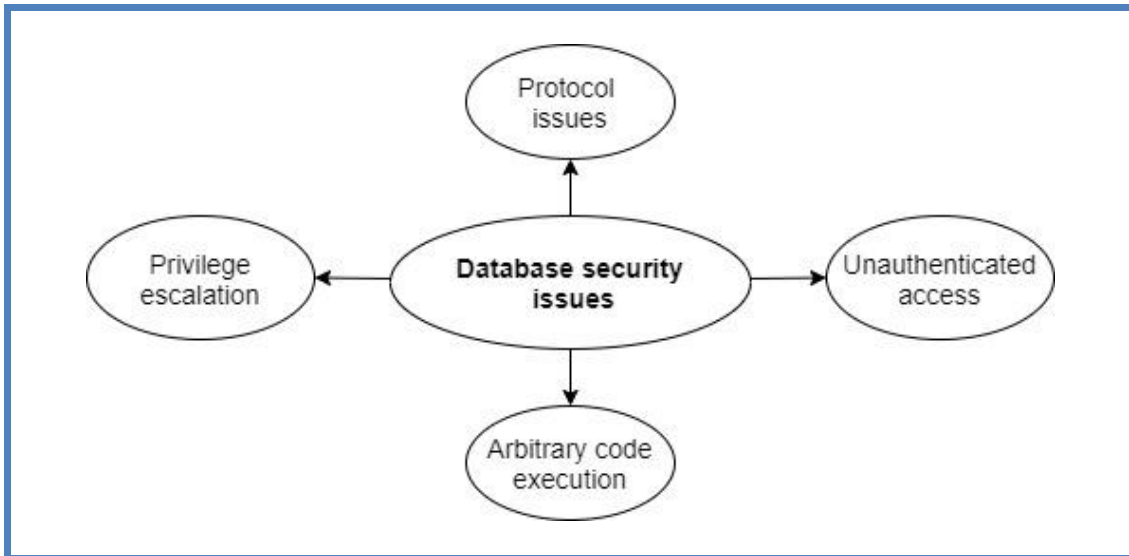 Protocol
issues
Privilege
escalation
Database security
issues
Unauthenticated
access
Arbitrary code
execution